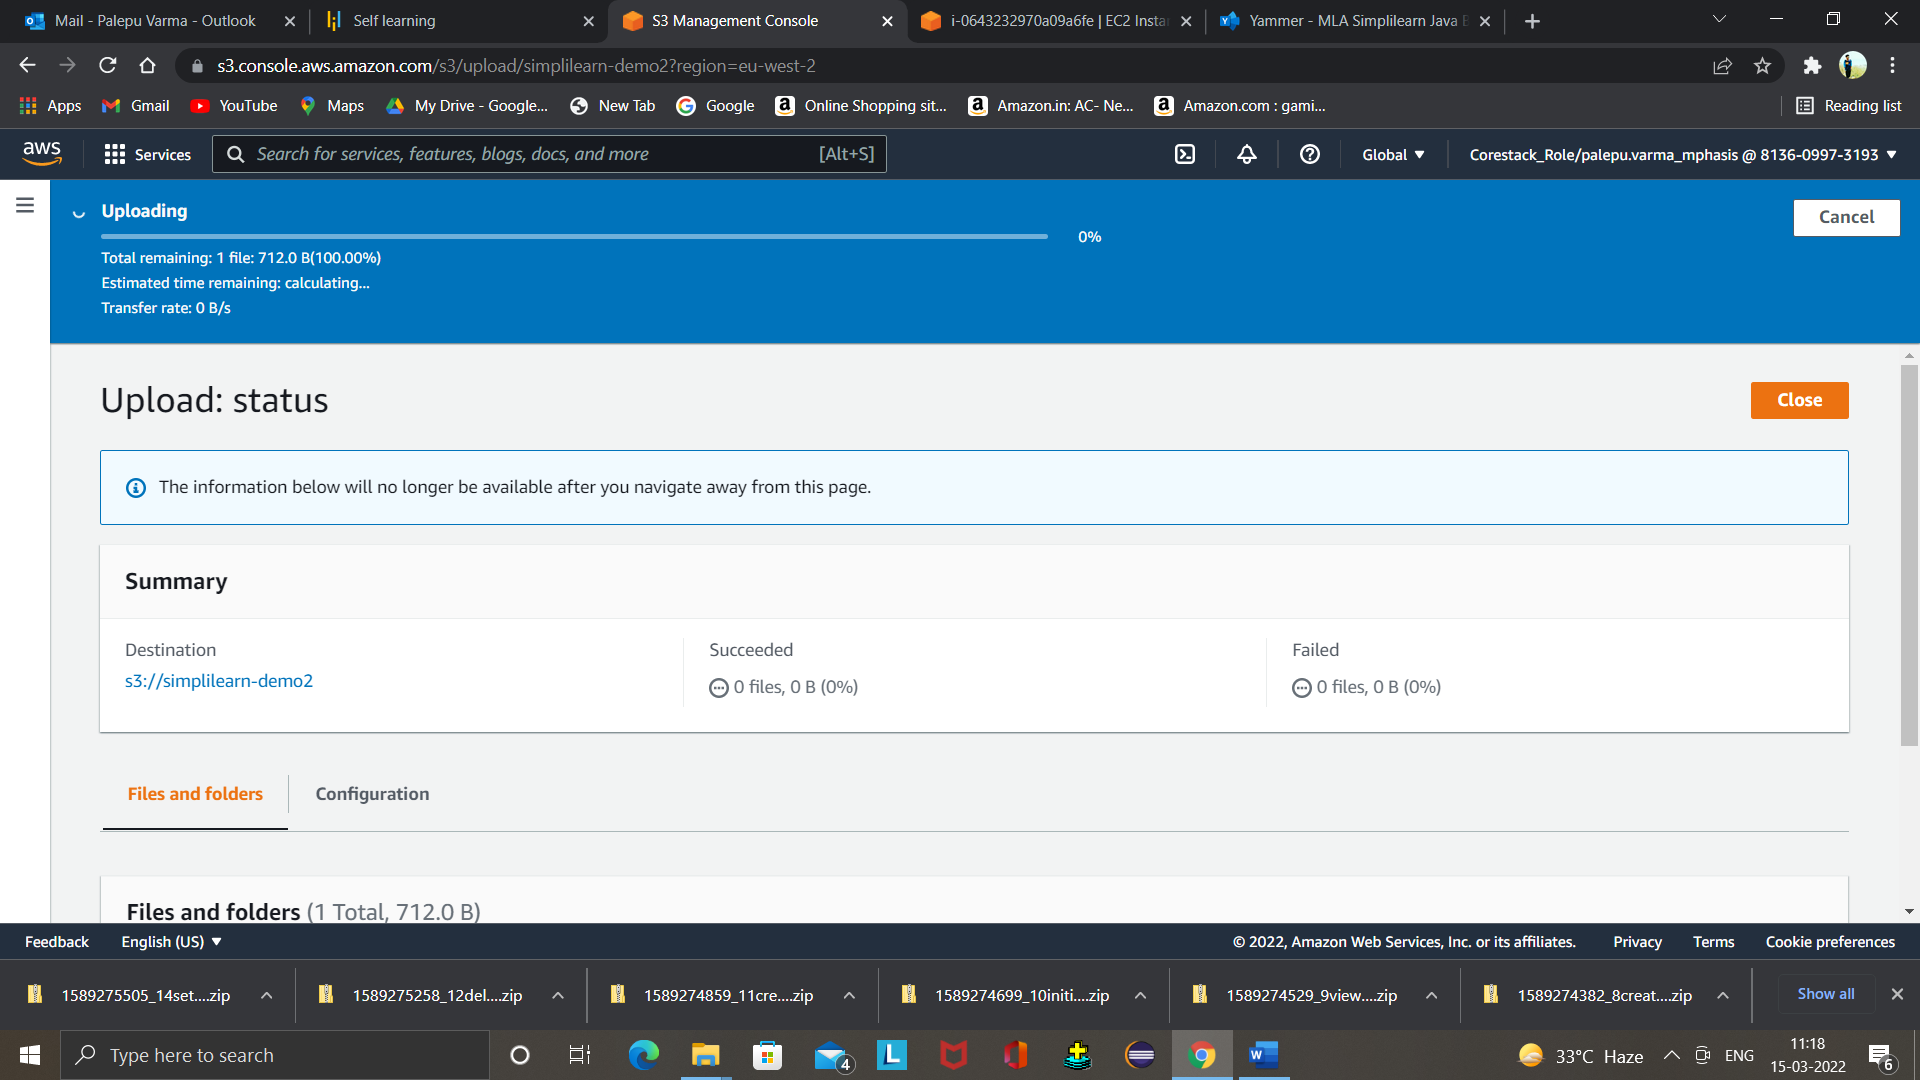 Mail - Palepu Varma - Outlook
Self learning
S3 Management Console
i-0643232970a09a6fe | EC2 Insta
Yammer - MLA Simplilearn Java B
s3.console.aws.amazon.com/s3/upload/simplilearn-demo2?region=eu-west-2
Apps
Gmail
YouTube
Maps
My Drive - Google...
New Tab
Google
Online Shopping sit...
Amazon.in: AC- Ne...
Amazon.com : gami...
Reading list
aws
Services
Search for services, features, blogs, docs, and more
[Alt+S]
Global
Corestack_Role/palepu.varma_mphasis @ 8136-0997-3193
Uploading
Cancel
0%
Total remaining: 1 file: 712.0 B(100.00%)
Estimated time remaining: calculating...
Transfer rate: 0 B/s
Upload: status
Close
The information below will no longer be available after you navigate away from this page.
Summary
Destination
s3://simplilearn-demo2
Succeeded
0 files, 0 B (0%)
Failed
0 files, 0 B (0%)
Files and folders
Configuration
Files and folders (1 Total, 712.0 B)
Feedback
English (US)
© 2022, Amazon Web Services, Inc. or its affiliates.
Privacy
Terms
Cookie preferences
1589275505_14set....zip
1589275258_12del....zip
1589274859_11cre....zip
1589274699_10initi....zip
1589274529_9view....zip
1589274382_8creat....zip
Show all
Type here to search
4
L
W
33°C Haze
ENG
11:18
15-03-2022
6